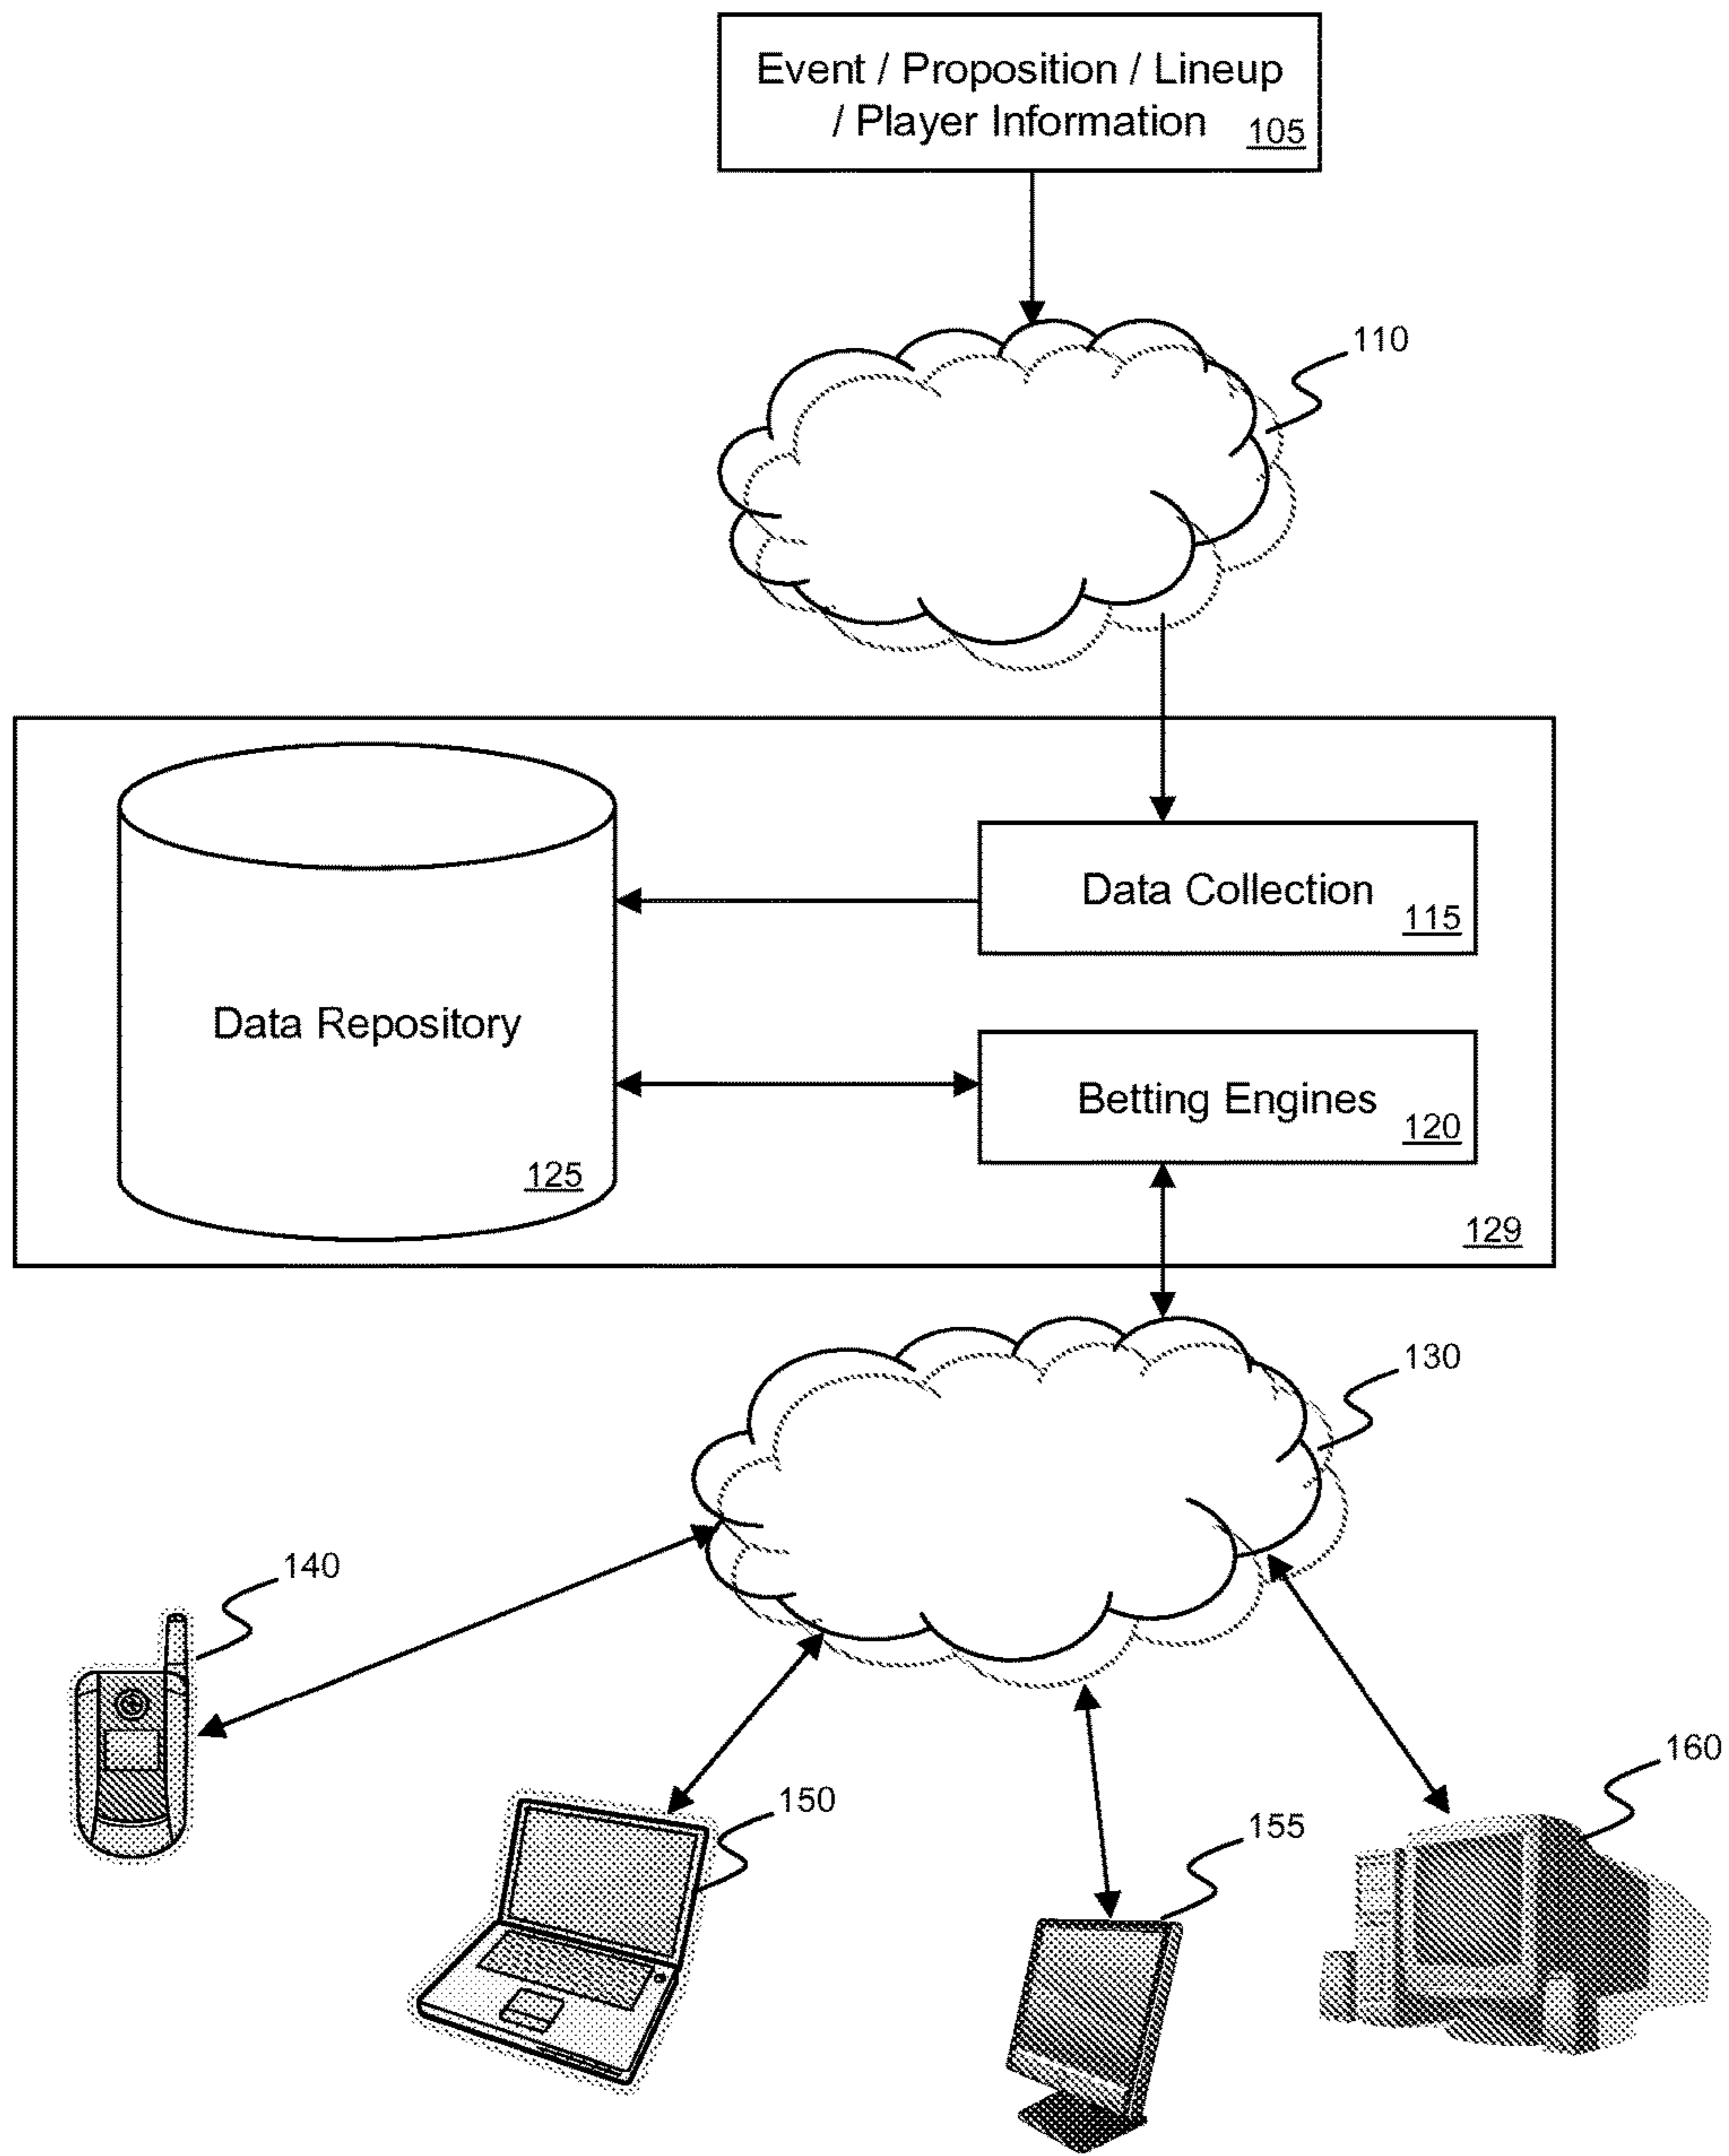 Event / Proposition / Lineup
/ Player Information 105
110
Data Collection
115
Data Repository
125
Betting Engines
120
129
130
140
150
155
160